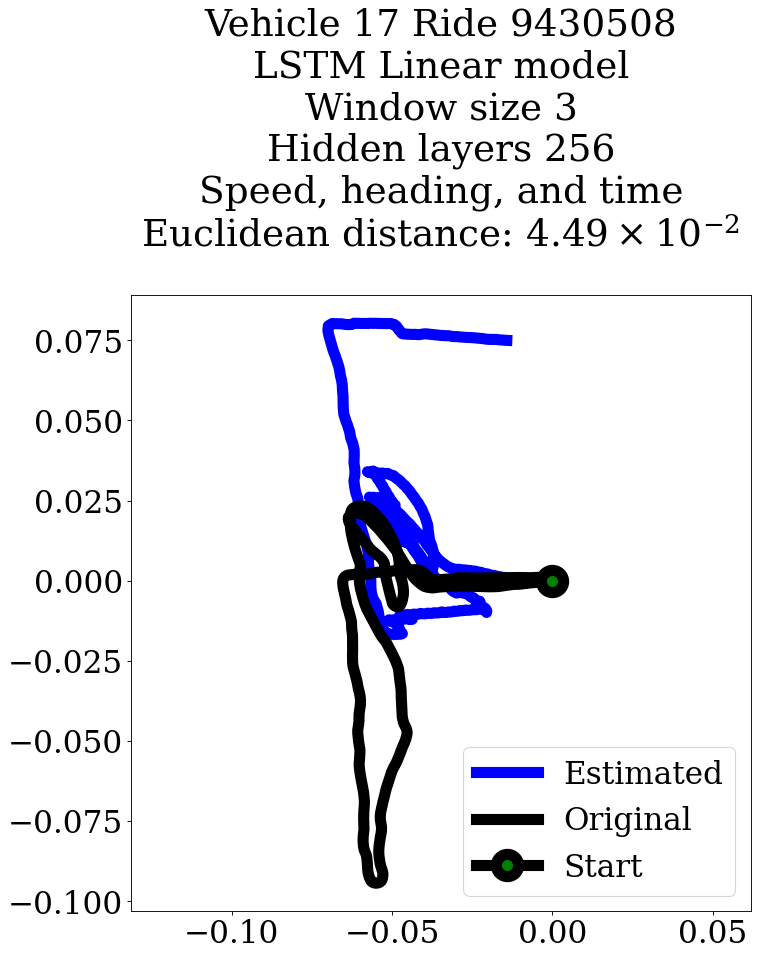 Vehicle 17 Ride 9430508
LSTM Linear model
Window size 3
Hidden layers 256
Speed, heading, and time
Euclidean distance: 4.49 × 10⁻²
0.075
0.050
0.025
0.000
−0.025
−0.050
−0.075
−0.100
Estimated
Original
Start
−0.10
−0.05
0.00
0.05